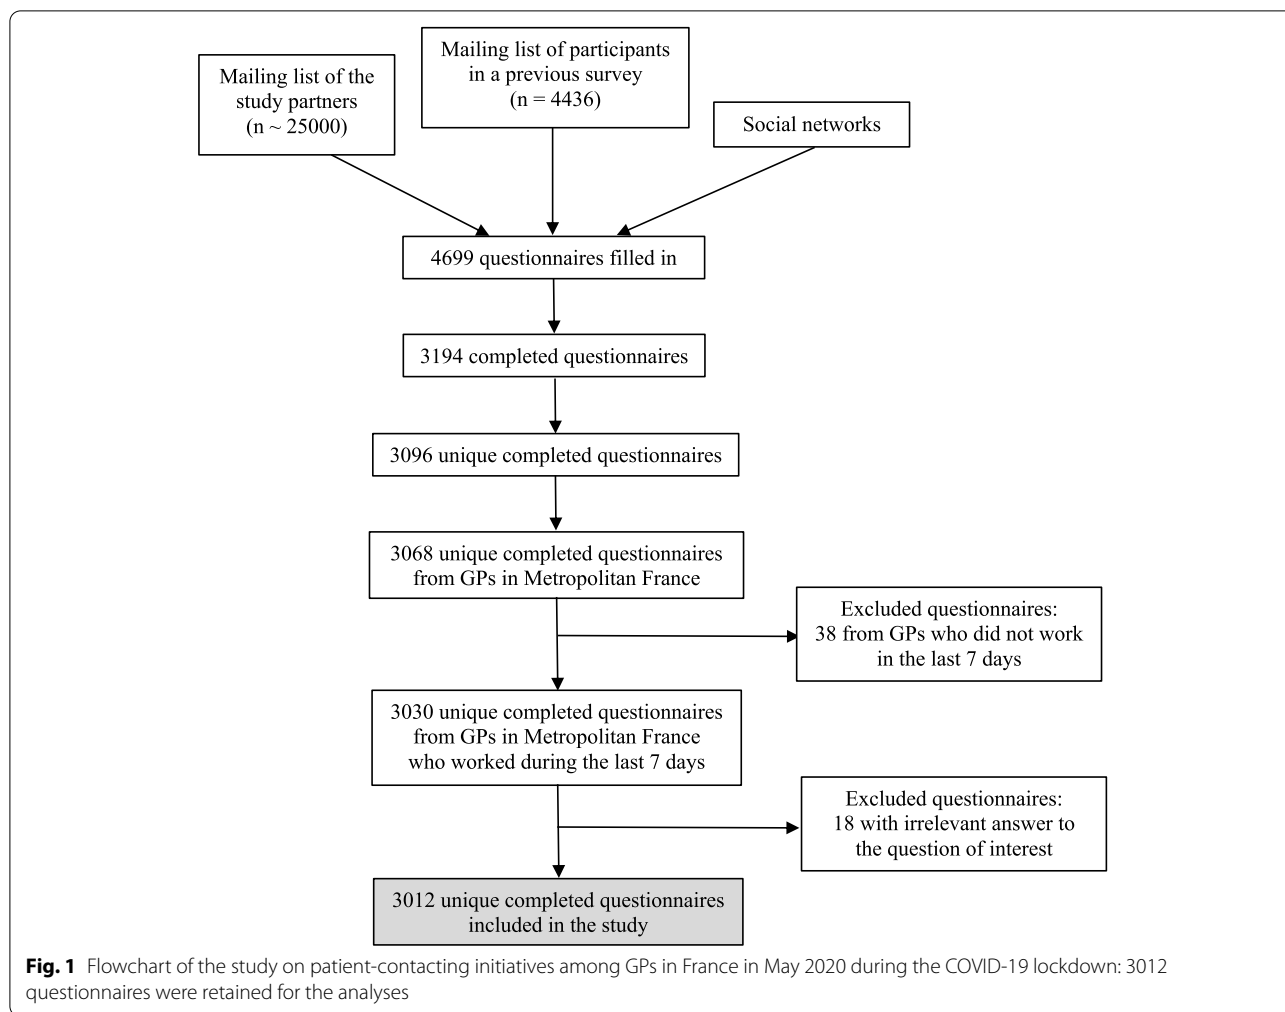 Mailing list of the
study partners
(n ~ 25000)
Mailing list of participants
in a previous survey
(n = 4436)
Social networks
4699 questionnaires filled in
3194 completed questionnaires
3096 unique completed questionnaires
3068 unique completed questionnaires
from GPs in Metropolitan France
Excluded questionnaires:
38 from GPs who did not work
in the last 7 days
3030 unique completed questionnaires
from GPs in Metropolitan France
who worked during the last 7 days
Excluded questionnaires:
18 with irrelevant answer to
the question of interest
3012 unique completed questionnaires
included in the study
Fig. 1 Flowchart of the study on patient-contacting initiatives among GPs in France in May 2020 during the COVID-19 lockdown: 3012
questionnaires were retained for the analyses